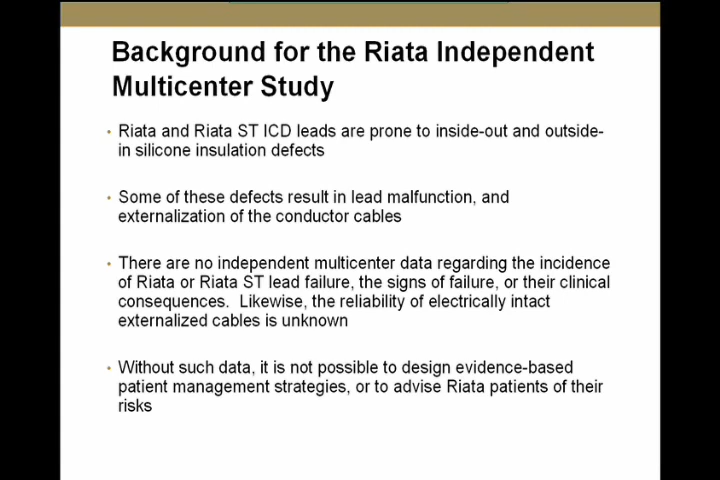 Background for the Riata Independent
Multicenter Study
• Riata and Riata ST ICD leads are prone to inside-out and outside-
in silicone insulation defects
• Some of these defects result in lead malfunction, and
externalization of the conductor cables
• There are no independent multicenter data regarding the incidence
of Riata or Riata ST lead failure, the signs of failure, or their clinical
consequences.  Likewise, the reliability of electrically intact
externalized cables is unknown
• Without such data, it is not possible to design evidence-based
patient management strategies, or to advise Riata patients of their
risks